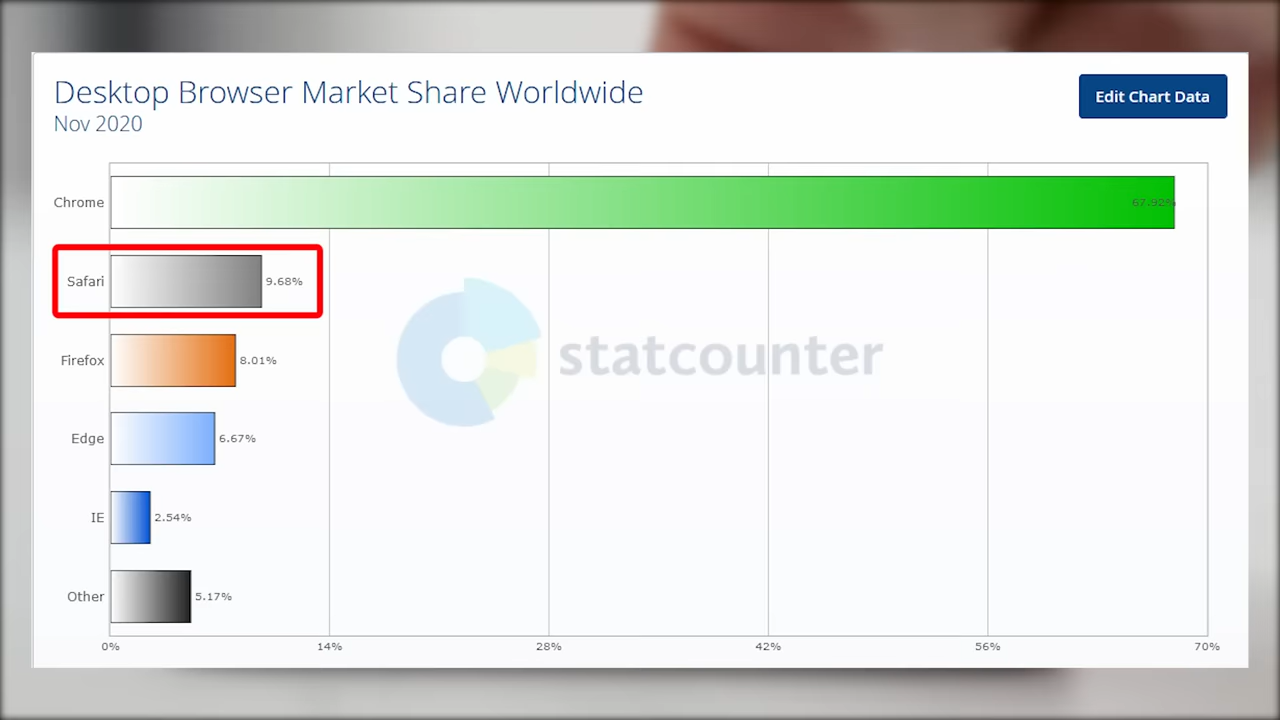 Desktop Browser Market Share Worldwide
Nov 2020
Edit Chart Data
Chrome 67.92%
Safari 9.68%
statcounter
Firefox 8.01%
Edge 6.67%
IE 2.54%
Other 5.17%
0% 14% 28% 42% 56% 70%